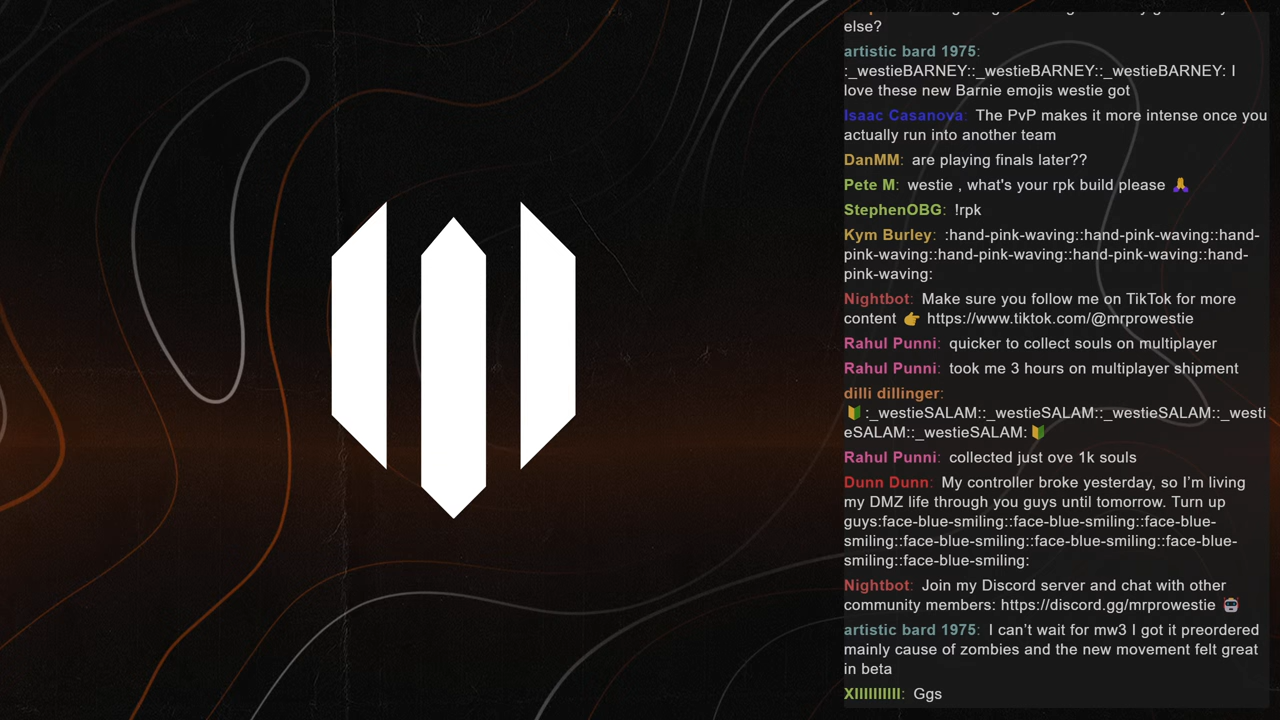 else?
artistic bard 1975:
:_westieBARNEY::_westieBARNEY::_westieBARNEY: I
love these new Barnie emojis westie got
Isaac Casanova: The PvP makes it more intense once you
actually run into another team
DanMM: are playing finals later??
Pete M: westie , what's your rpk build please 🙏
StephenOBG: !rpk
Kym Burley: :hand-pink-waving::hand-pink-waving::hand-
pink-waving::hand-pink-waving::hand-pink-waving::hand-
pink-waving:
Nightbot: Make sure you follow me on TikTok for more
content 👉 https://www.tiktok.com/@mrprowestie
Rahul Punni: quicker to collect souls on multiplayer
Rahul Punni: took me 3 hours on multiplayer shipment
dilli dillinger:
🔰:_westieSALAM::_westieSALAM::_westieSALAM::_westi
eSALAM::_westieSALAM:🔰
Rahul Punni: collected just ove 1k souls
Dunn Dunn: My controller broke yesterday, so I’m living
my DMZ life through you guys until tomorrow. Turn up
guys:face-blue-smiling::face-blue-smiling::face-blue-
smiling::face-blue-smiling::face-blue-smiling::face-blue-
smiling::face-blue-smiling:
Nightbot: Join my Discord server and chat with other
community members: https://discord.gg/mrprowestie 🤖
artistic bard 1975: I can’t wait for mw3 I got it preordered
mainly cause of zombies and the new movement felt great
in beta
XIIIIIIIIII: Ggs